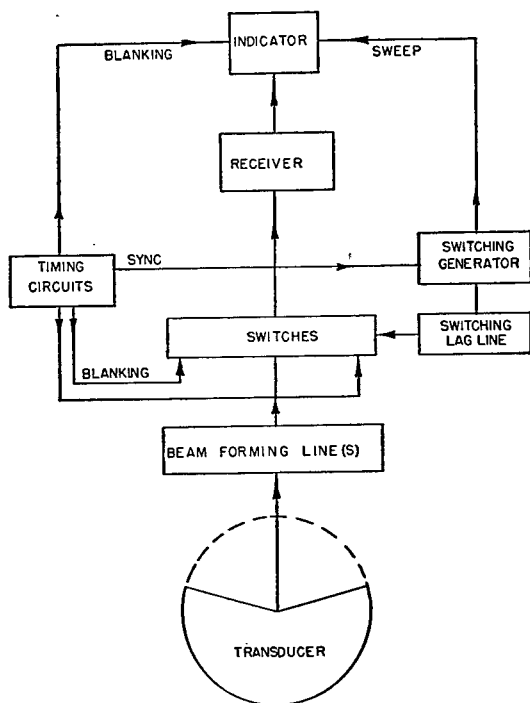 INDICATOR
BLANKING
SWEEP
RECEIVER
TIMING
CIRCUITS
SYNC
SWITCHING
GENERATOR
SWITCHES
SWITCHING
LAG LINE
BLANKING
BEAM FORMING LINE(S)
TRANSDUCER